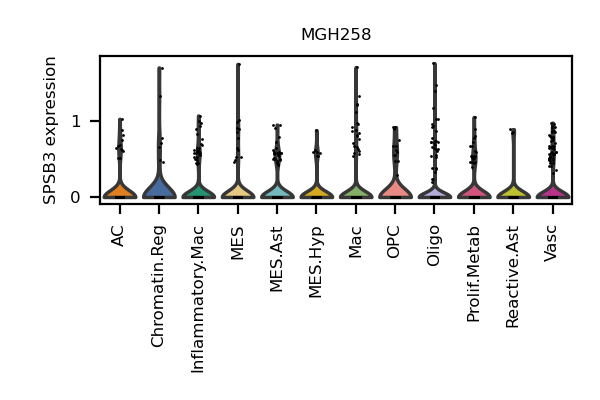 MGH258
SPSB3 expression
1
0
AC
Chromatin.Reg
Inflammatory.Mac
MES
MES.Ast
MES.Hyp
Mac
OPC
Oligo
Prolif.Metab
Reactive.Ast
Vasc